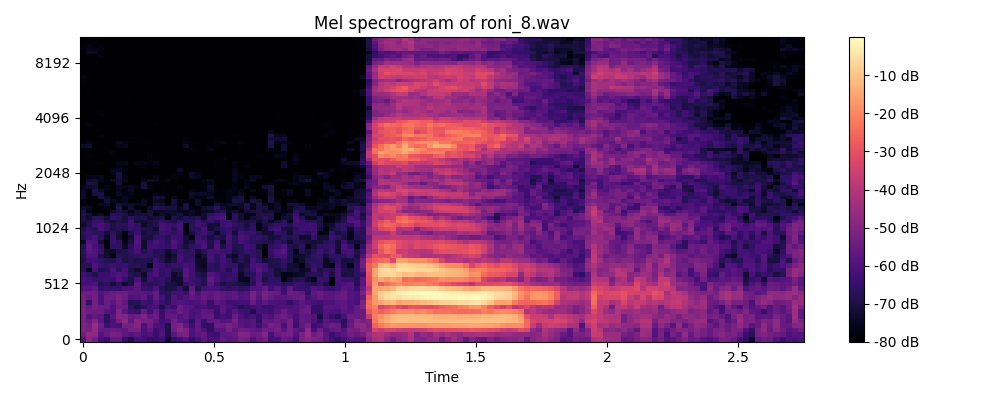 Mel spectrogram of roni_8.wav
8192
4096
2048
1024
512
0
Hz
0
0.5
1
1.5
2
2.5
Time
-10 dB
-20 dB
-30 dB
-40 dB
-50 dB
-60 dB
-70 dB
-80 dB